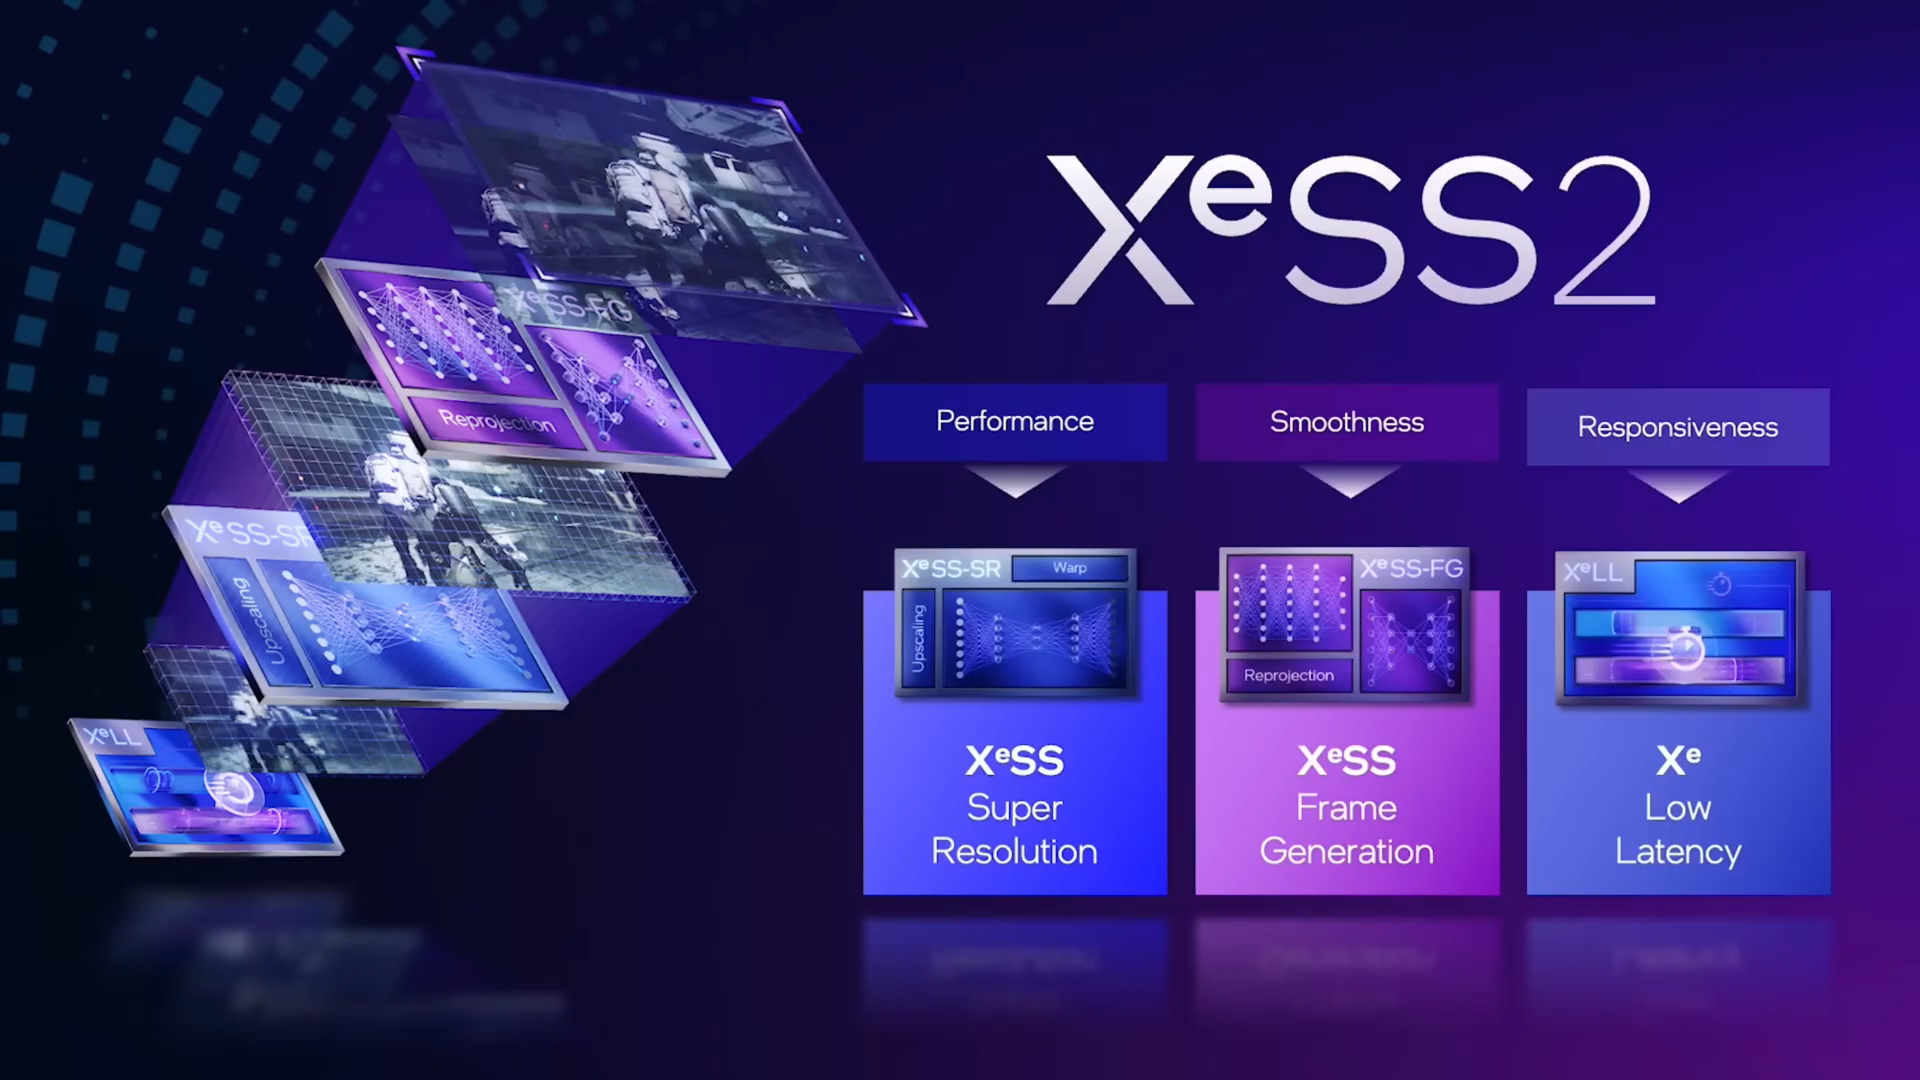 XeSS2
Performance
Smoothness
Responsiveness
XeSS-SR
Warp
Upscaling
XeSS-FG
Reprojection
XeLL
XeSS
Super
Resolution
XeSS
Frame
Generation
Xe
Low
Latency
XeSS-FG
Reprojection
XeSS-SR
Upscaling
XeLL